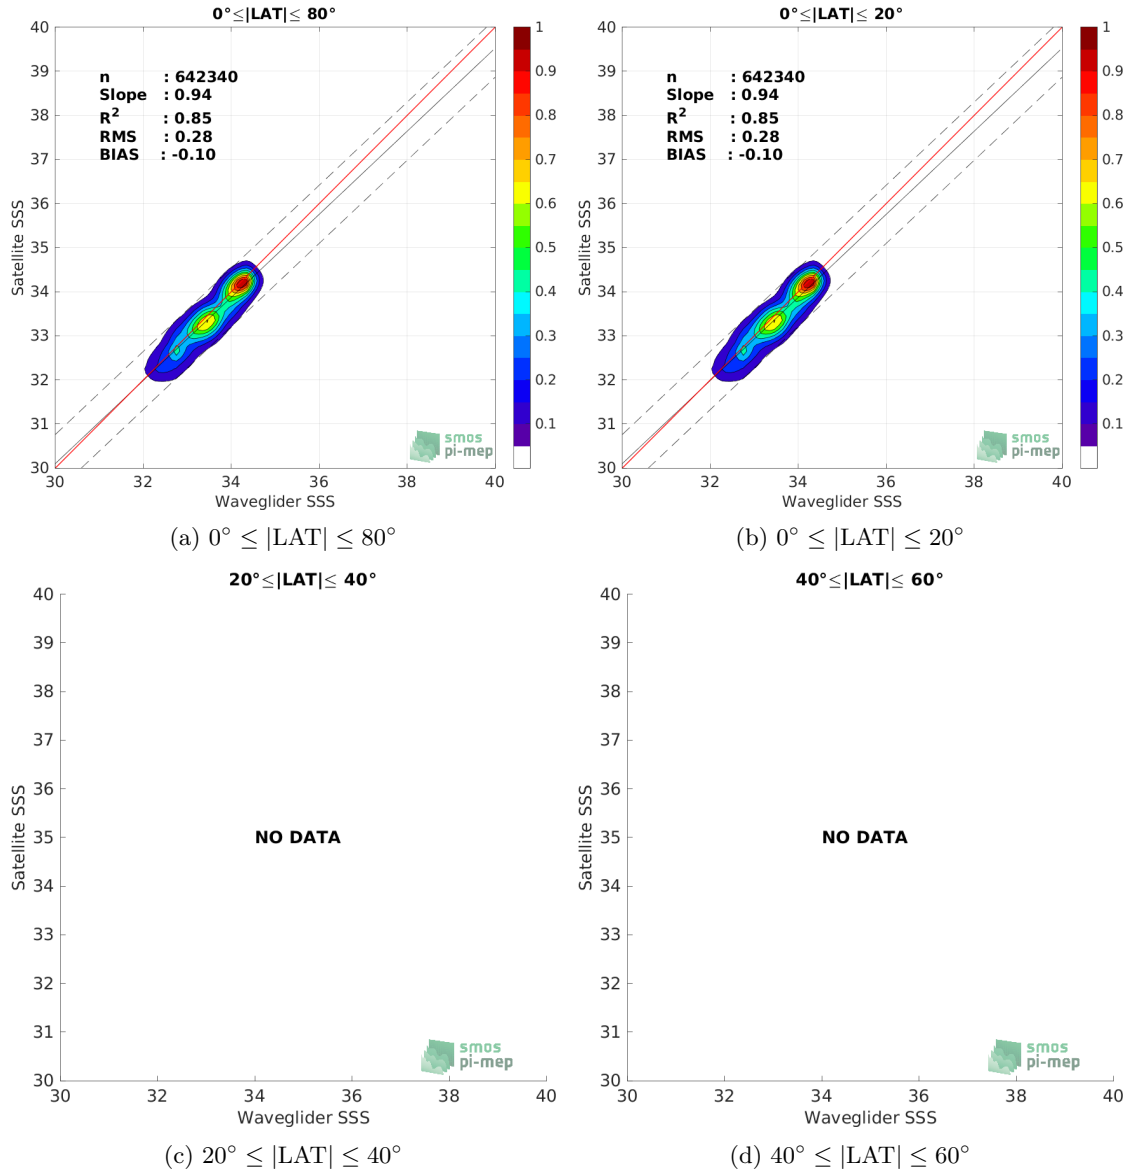 0°≤|LAT|≤ 80°
40
39
38
37
36
35
34
33
32
31
30
Satellite SSS
n : 642340
Slope : 0.94
R² : 0.85
RMS : 0.28
BIAS : -0.10
smos
pi-mep
30 32 34 36 38 40
Waveglider SSS
1
0.9
0.8
0.7
0.6
0.5
0.4
0.3
0.2
0.1
(a) 0° ≤ |LAT| ≤ 80°
0°≤|LAT|≤ 20°
40
39
38
37
36
35
34
33
32
31
30
Satellite SSS
n : 642340
Slope : 0.94
R² : 0.85
RMS : 0.28
BIAS : -0.10
smos
pi-mep
30 32 34 36 38 40
Waveglider SSS
1
0.9
0.8
0.7
0.6
0.5
0.4
0.3
0.2
0.1
(b) 0° ≤ |LAT| ≤ 20°
20°≤|LAT|≤ 40°
40
39
38
37
36
35
34
33
32
31
30
Satellite SSS
NO DATA
smos
pi-mep
30 32 34 36 38 40
Waveglider SSS
(c) 20° ≤ |LAT| ≤ 40°
40°≤|LAT|≤ 60°
40
39
38
37
36
35
34
33
32
31
30
Satellite SSS
NO DATA
smos
pi-mep
30 32 34 36 38 40
Waveglider SSS
(d) 40° ≤ |LAT| ≤ 60°